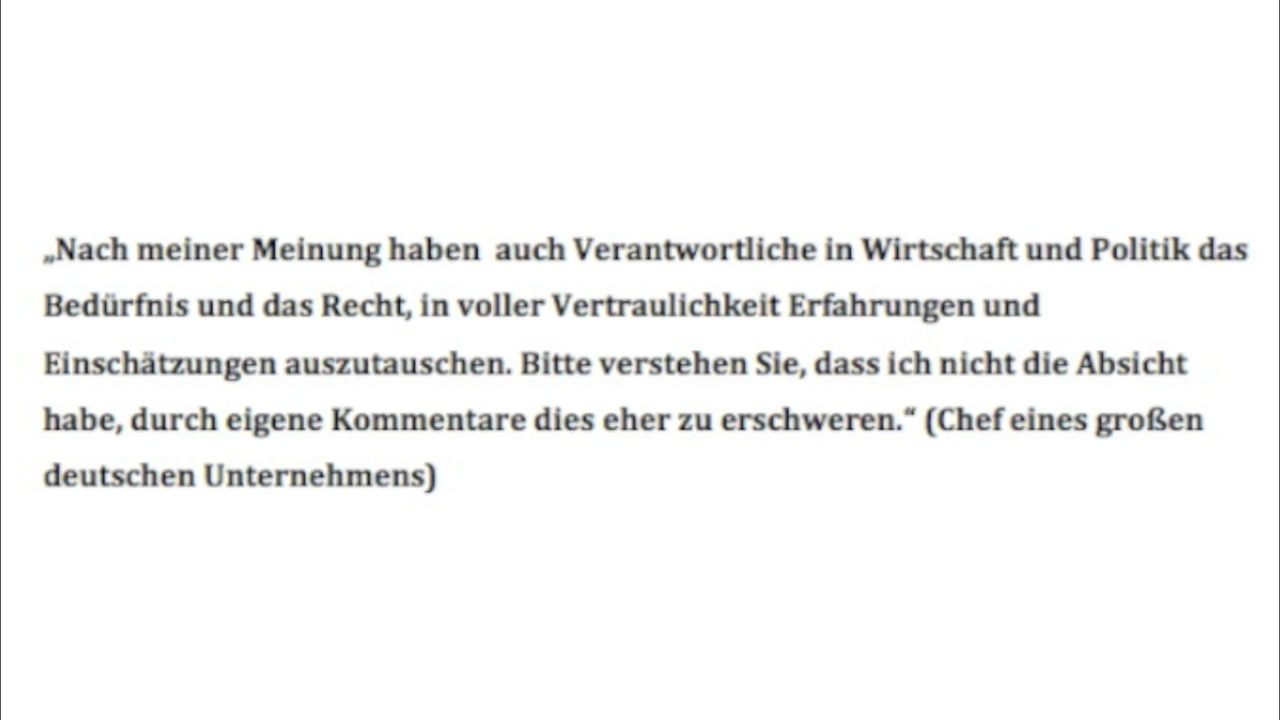 „Nach meiner Meinung haben  auch Verantwortliche in Wirtschaft und Politik das
Bedürfnis und das Recht, in voller Vertraulichkeit Erfahrungen und
Einschätzungen auszutauschen. Bitte verstehen Sie, dass ich nicht die Absicht
habe, durch eigene Kommentare dies eher zu erschweren.“ (Chef eines großen
deutschen Unternehmens)